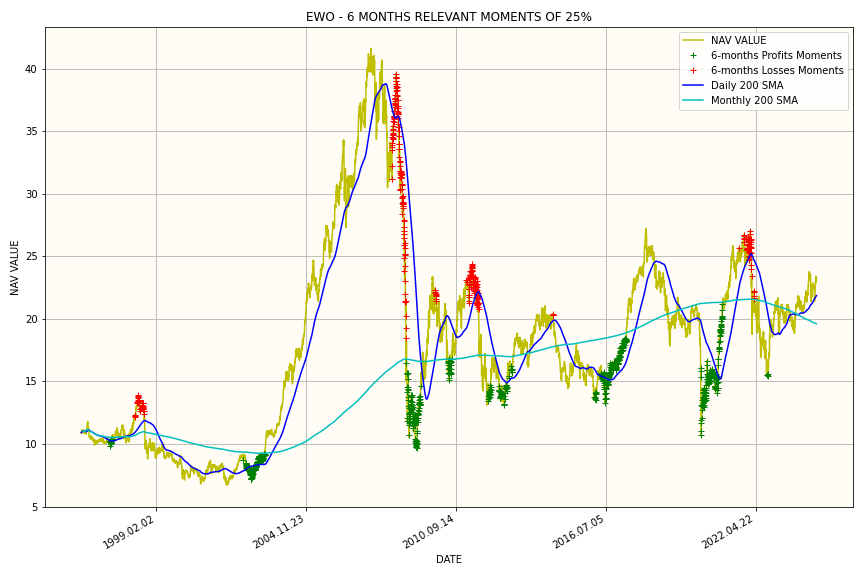 EWO - 6 MONTHS RELEVANT MOMENTS OF 25%
NAV VALUE
6-months Profits Moments
6-months Losses Moments
Daily 200 SMA
Monthly 200 SMA
40
35
30
25
20
15
10
5
NAV VALUE
1999.02.02
2004.11.23
2010.09.14
2016.07.05
2022.04.22
DATE